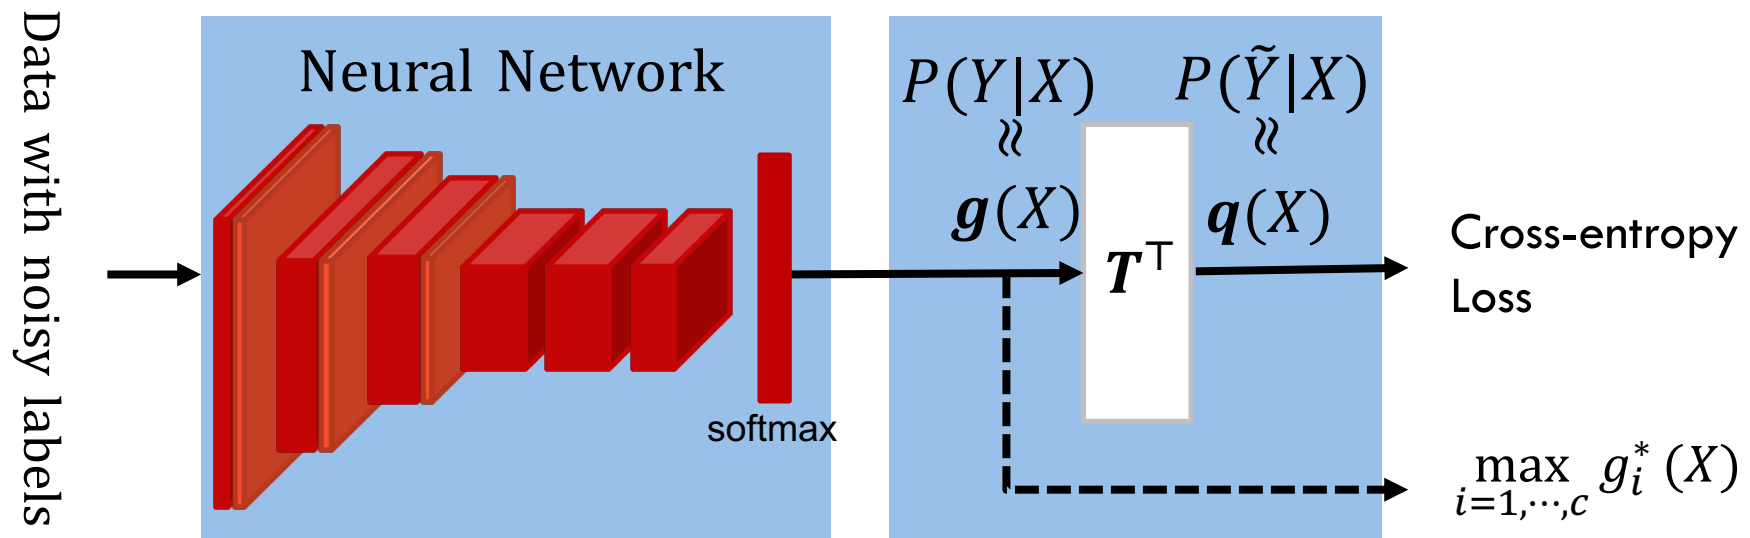 Data with noisy labels
Neural Network
softmax
P(Y|X)
≈
g(X)
T⊤
P(Ỹ|X)
≈
q(X)
Cross-entropy
Loss
max g*i (X)
i=1,⋯,c